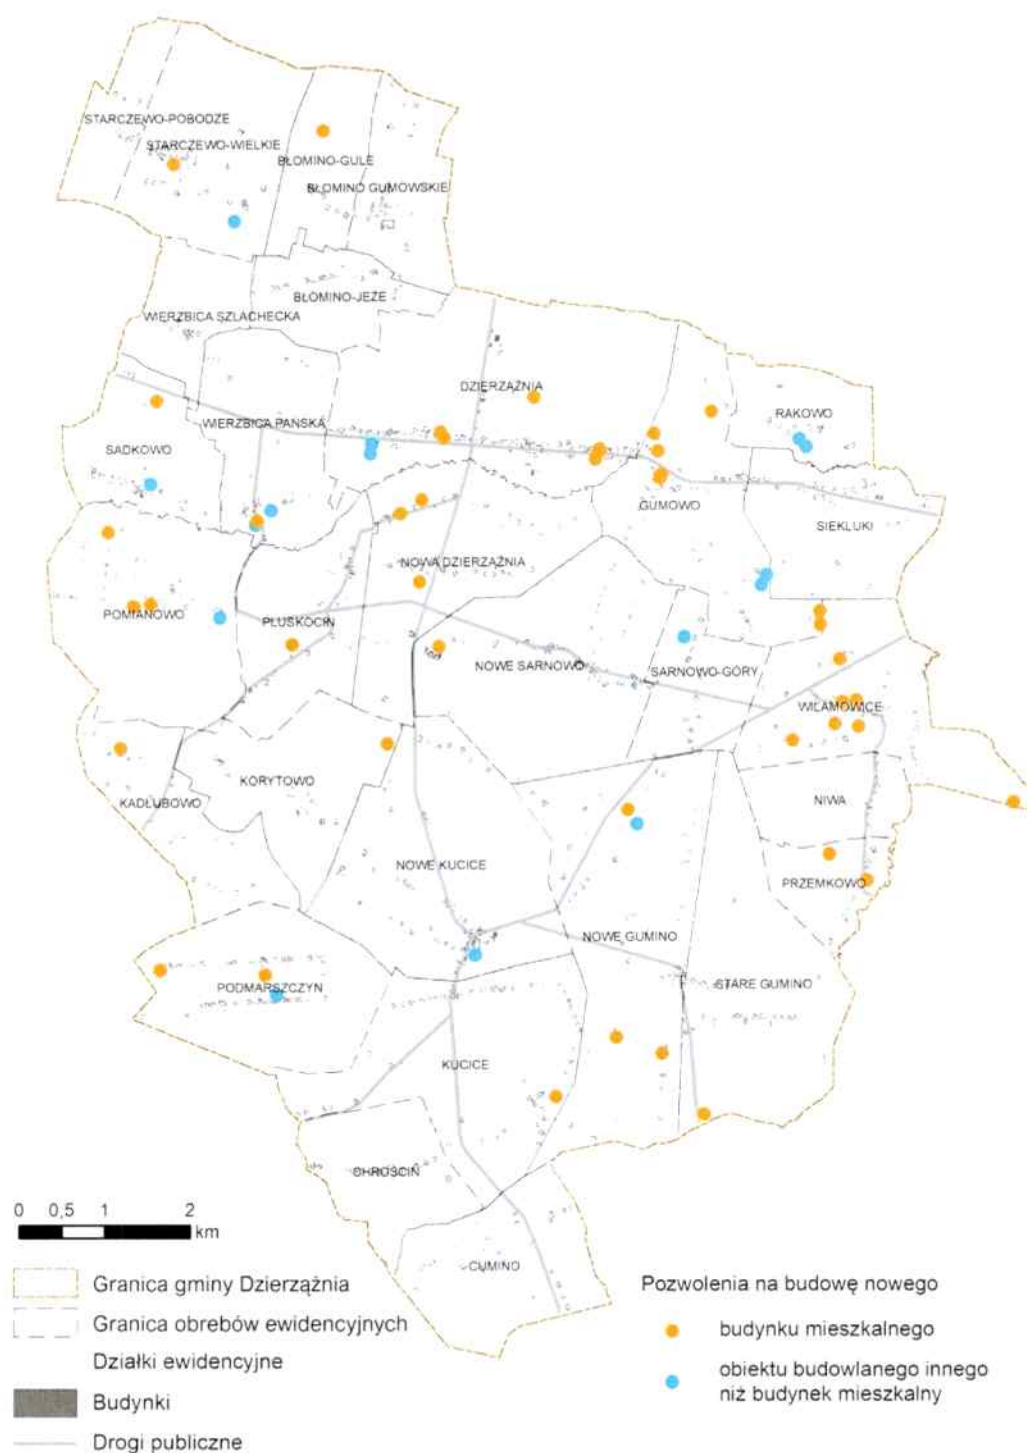 STARCZEWO-POBODZE
STARCZEWO-WIELKIE
BŁOMINO-GULE
BŁOMINO GUMOWSKIE
BŁOMINO-JEŻE
WIERZBICA SZLACHECKA
DZIERZĄŻNIA
RAKOWO
WIERZBICA PAŃSKA
SADKOWO
GUMOWO
SIEKLUKI
NOWA DZIERZĄŻNIA
POMIANOWO
PLUSKOCIN
NOWE SARNOWO
SARNOWO-GÓRY
WILAMOWICE
KORYTOWO
KADŁUBOWO
NIWA
NOWE KUCICE
PRZEMKOWO
NOWE GUMINO
PODMARSZCZYN
STARE GUMINO
KUCICE
CHROŚCIN
CUMINO
0 0,5 1 2
km
Granica gminy Dzierzążnia
Granica obrębów ewidencyjnych
Działki ewidencyjne
Budynki
Drogi publiczne
Pozwolenia na budowę nowego
budynku mieszkalnego
obiektu budowlanego innego
niż budynek mieszkalny